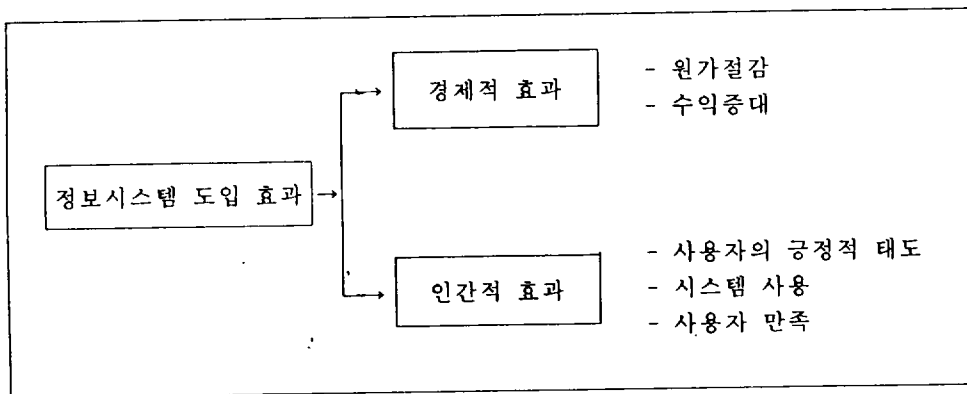 경제적 효과
- 원가절감
- 수익증대
정보시스템 도입 효과
인간적 효과
- 사용자의 긍정적 태도
- 시스템 사용
- 사용자 만족